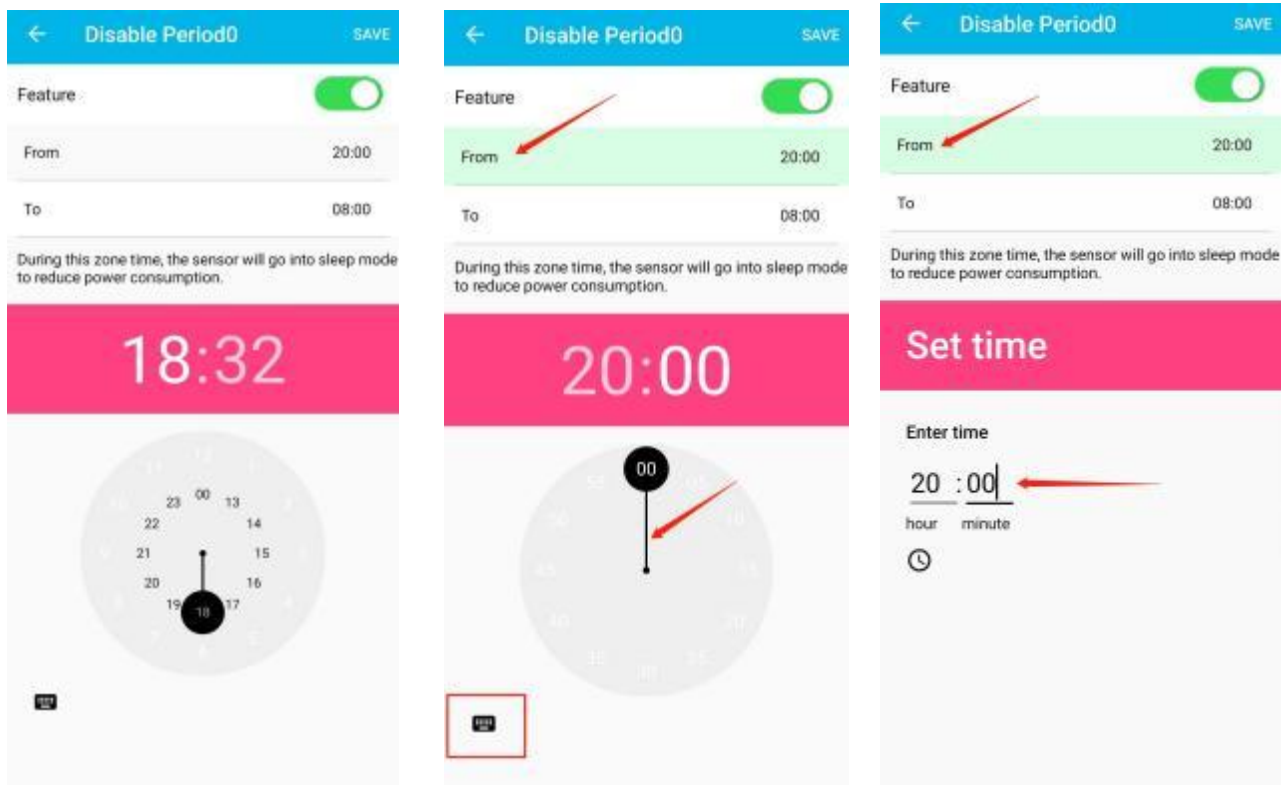 Disable Period0 SAVE
Feature
From 20:00
To 08:00
During this zone time, the sensor will go into sleep mode
to reduce power consumption.
18:32
23 00 13
22 14
21 15
20 16
19 18 17
Disable Period0 SAVE
Feature
From 20:00
To 08:00
During this zone time, the sensor will go into sleep mode
to reduce power consumption.
20:00
00
Disable Period0 SAVE
Feature
From 20:00
To 08:00
During this zone time, the sensor will go into sleep mode
to reduce power consumption.
Set time
Enter time
20 :00
hour minute